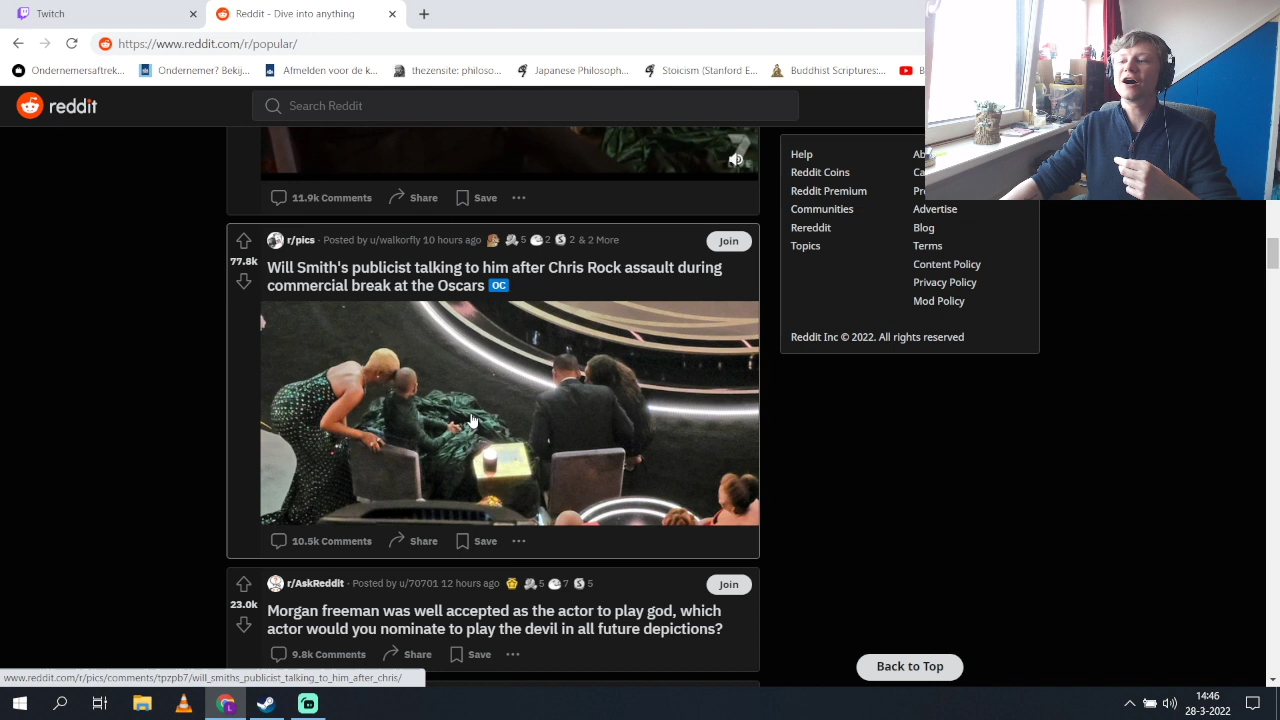 Twitch
Reddit - Dive into anything
https://www.reddit.com/r/popular/
Ondernemersaftrek...
Ondernemer? Bekij...
Afmelden voor de k...
thezensite: philoso...
Japanese Philosoph...
Stoicism (Stanford E...
Buddhist Scriptures:...
reddit
Search Reddit
11.9k Comments
Share
Save
r/pics · Posted by u/walkorfly 10 hours ago 5 2 2 & 2 More
Join
77.8k
Will Smith's publicist talking to him after Chris Rock assault during
commercial break at the Oscars OC
10.5k Comments
Share
Save
r/AskReddit · Posted by u/70701 12 hours ago 5 7 5
Join
23.0k
Morgan freeman was well accepted as the actor to play god, which
actor would you nominate to play the devil in all future depictions?
9.8k Comments
Share
Save
Help
Reddit Coins
Reddit Premium
Communities
Rereddit
Topics
Advertise
Blog
Terms
Content Policy
Privacy Policy
Mod Policy
Reddit Inc © 2022. All rights reserved
Back to Top
www.reddit.com/r/pics/comments/tpzpb7/will_smiths_publicist_talking_to_him_after_chris/
14:46
28-3-2022